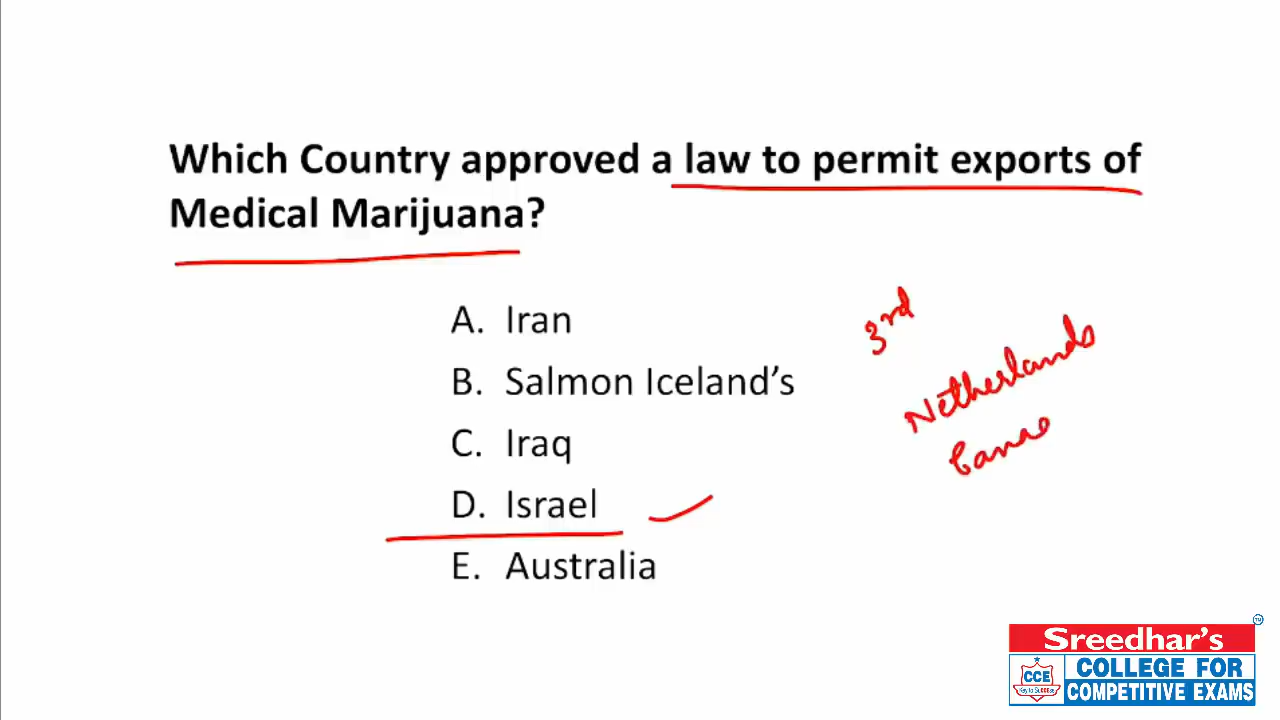 Which Country approved a law to permit exports of
Medical Marijuana?
A. Iran
B. Salmon Iceland's
C. Iraq
D. Israel
E. Australia
3rd
Netherlands
Sreedhar's
CCE
COLLEGE FOR
COMPETITIVE EXAMS
TM